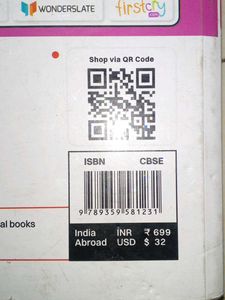 WONDERSLATE
firstcry
.com
Shop via QR Code
ISBN CBSE
9 789359 581231
al books
India INR ₹ 699
Abroad USD $ 32